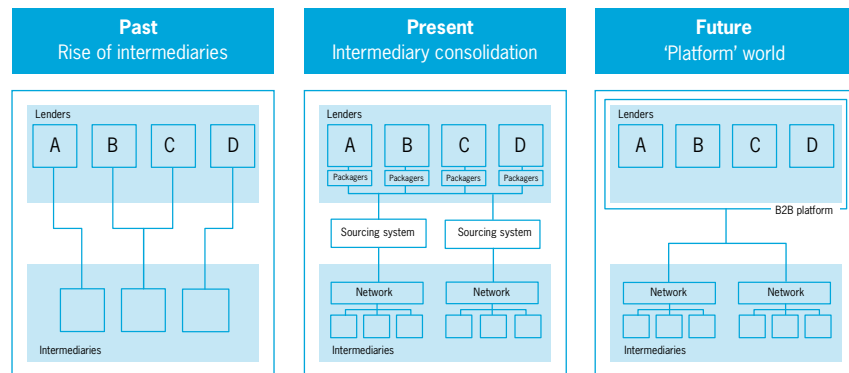 Past
Rise of intermediaries
Lenders
A
B
C
D
Intermediaries
Present
Intermediary consolidation
Lenders
A
B
C
D
Packagers
Packagers
Packagers
Packagers
Sourcing system
Sourcing system
Network
Network
Intermediaries
Future
‘Platform’ world
Lenders
A
B
C
D
B2B platform
Network
Network
Intermediaries